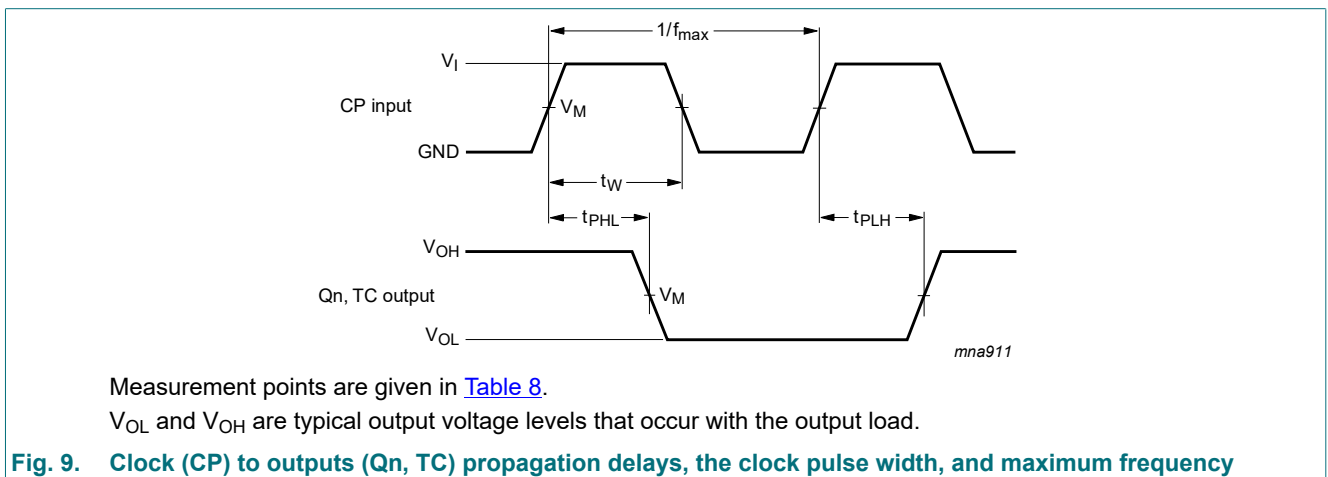 1/fmax
VI
CP input
VM
GND
tW
tPHL
tPLH
VOH
Qn, TC output
VM
VOL
mna911
Measurement points are given in Table 8.
VOL and VOH are typical output voltage levels that occur with the output load.
Fig. 9. Clock (CP) to outputs (Qn, TC) propagation delays, the clock pulse width, and maximum frequency